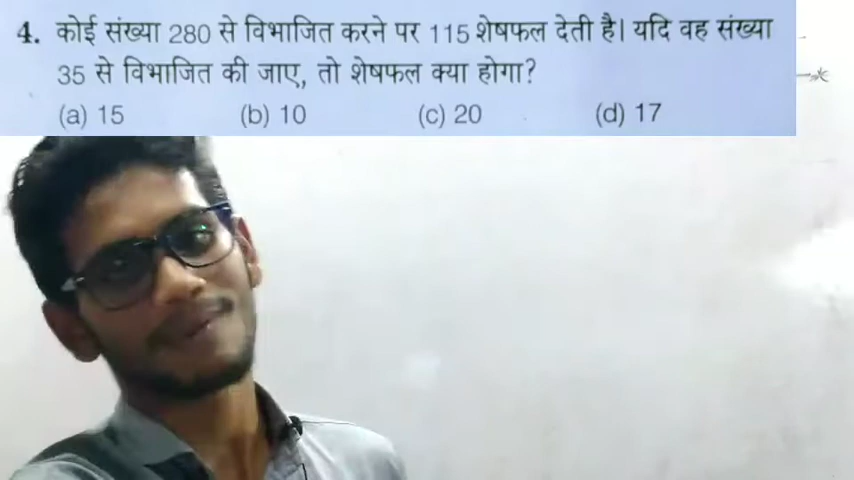 4. कोई संख्या 280 से विभाजित करने पर 115 शेषफल देती है। यदि वह संख्या
35 से विभाजित की जाए, तो शेषफल क्या होगा?
(a) 15 (b) 10 (c) 20 (d) 17